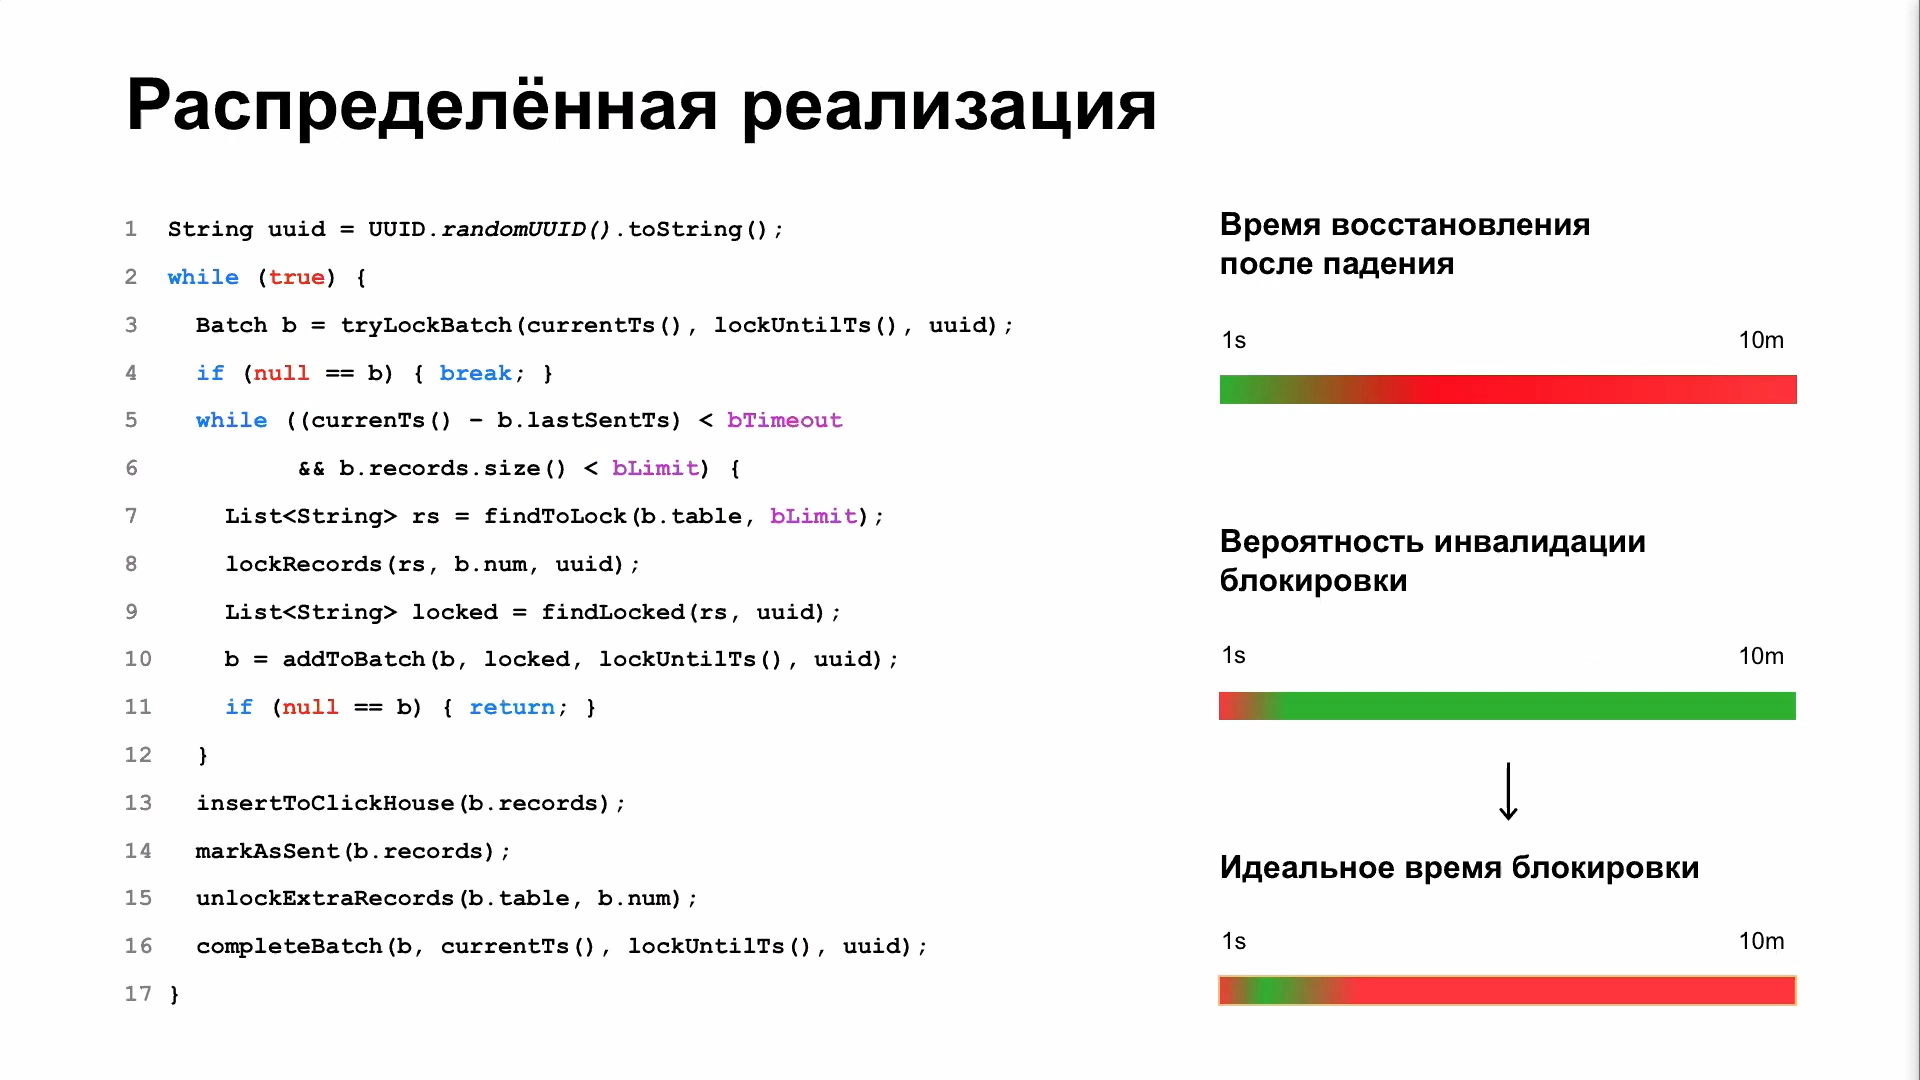 Распределённая реализация
1 String uuid = UUID.randomUUID().toString();
2 while (true) {
3 Batch b = tryLockBatch(currentTs(), lockUntilTs(), uuid);
4 if (null == b) { break; }
5 while ((currenTs() – b.lastSentTs) < bTimeout
6 && b.records.size() < bLimit) {
7 List<String> rs = findToLock(b.table, bLimit);
8 lockRecords(rs, b.num, uuid);
9 List<String> locked = findLocked(rs, uuid);
10 b = addToBatch(b, locked, lockUntilTs(), uuid);
11 if (null == b) { return; }
12 }
13 insertToClickHouse(b.records);
14 markAsSent(b.records);
15 unlockExtraRecords(b.table, b.num);
16 completeBatch(b, currentTs(), lockUntilTs(), uuid);
17 }
Время восстановления
после падения
1s 10m
Вероятность инвалидации
блокировки
1s 10m
Идеальное время блокировки
1s 10m